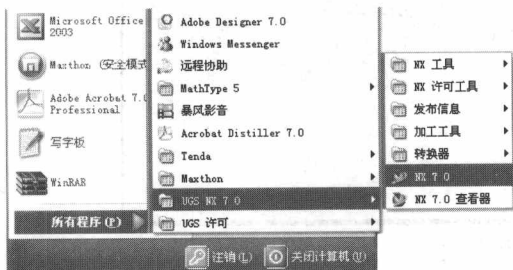 Microsoft Office
2003
Maxthon (安全模式
Adobe Acrobat 7.
Professional
写字板
WinRAR
所有程序(P)
Adobe Designer 7.0
Windows Messenger
远程协助
MathType 5
暴风影音
Acrobat Distiller 7.0
Tenda
Maxthon
UGS NX 7.0
UGS 许可
NX 工具
NX 许可工具
发布信息
加工工具
转换器
NX 7.0
NX 7.0 查看器
注销(L)
关闭计算机(U)